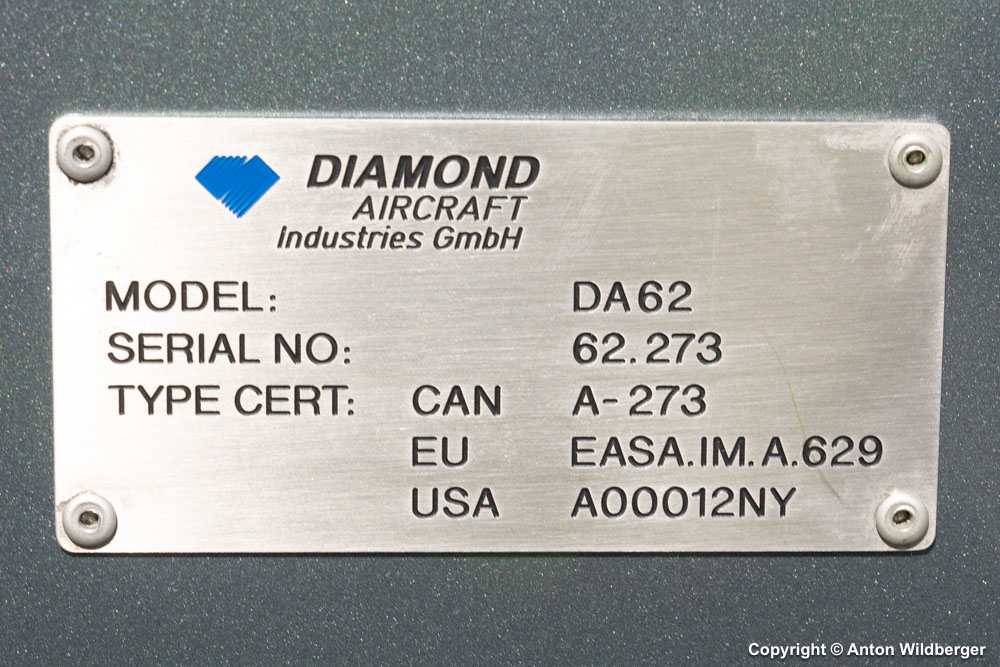 DIAMOND
AIRCRAFT
Industries GmbH
MODEL: DA62
SERIAL NO: 62.273
TYPE CERT: CAN A-273
EU EASA.IM.A.629
USA A00012NY
Copyright © Anton Wildberger